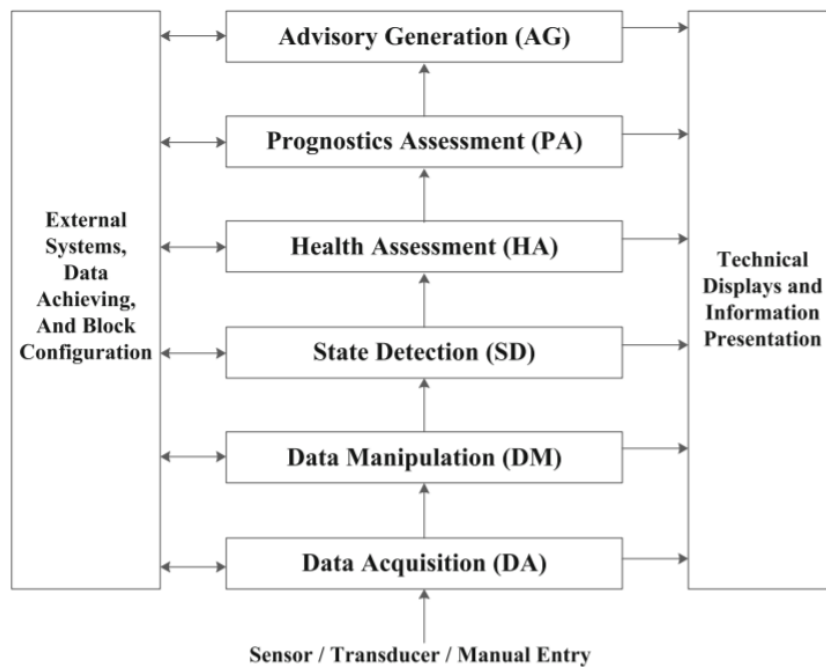 Advisory Generation (AG)
Prognostics Assessment (PA)
Health Assessment (HA)
State Detection (SD)
Data Manipulation (DM)
Data Acquisition (DA)
Sensor / Transducer / Manual Entry
External
Systems,
Data
Achieving,
And Block
Configuration
Technical
Displays and
Information
Presentation